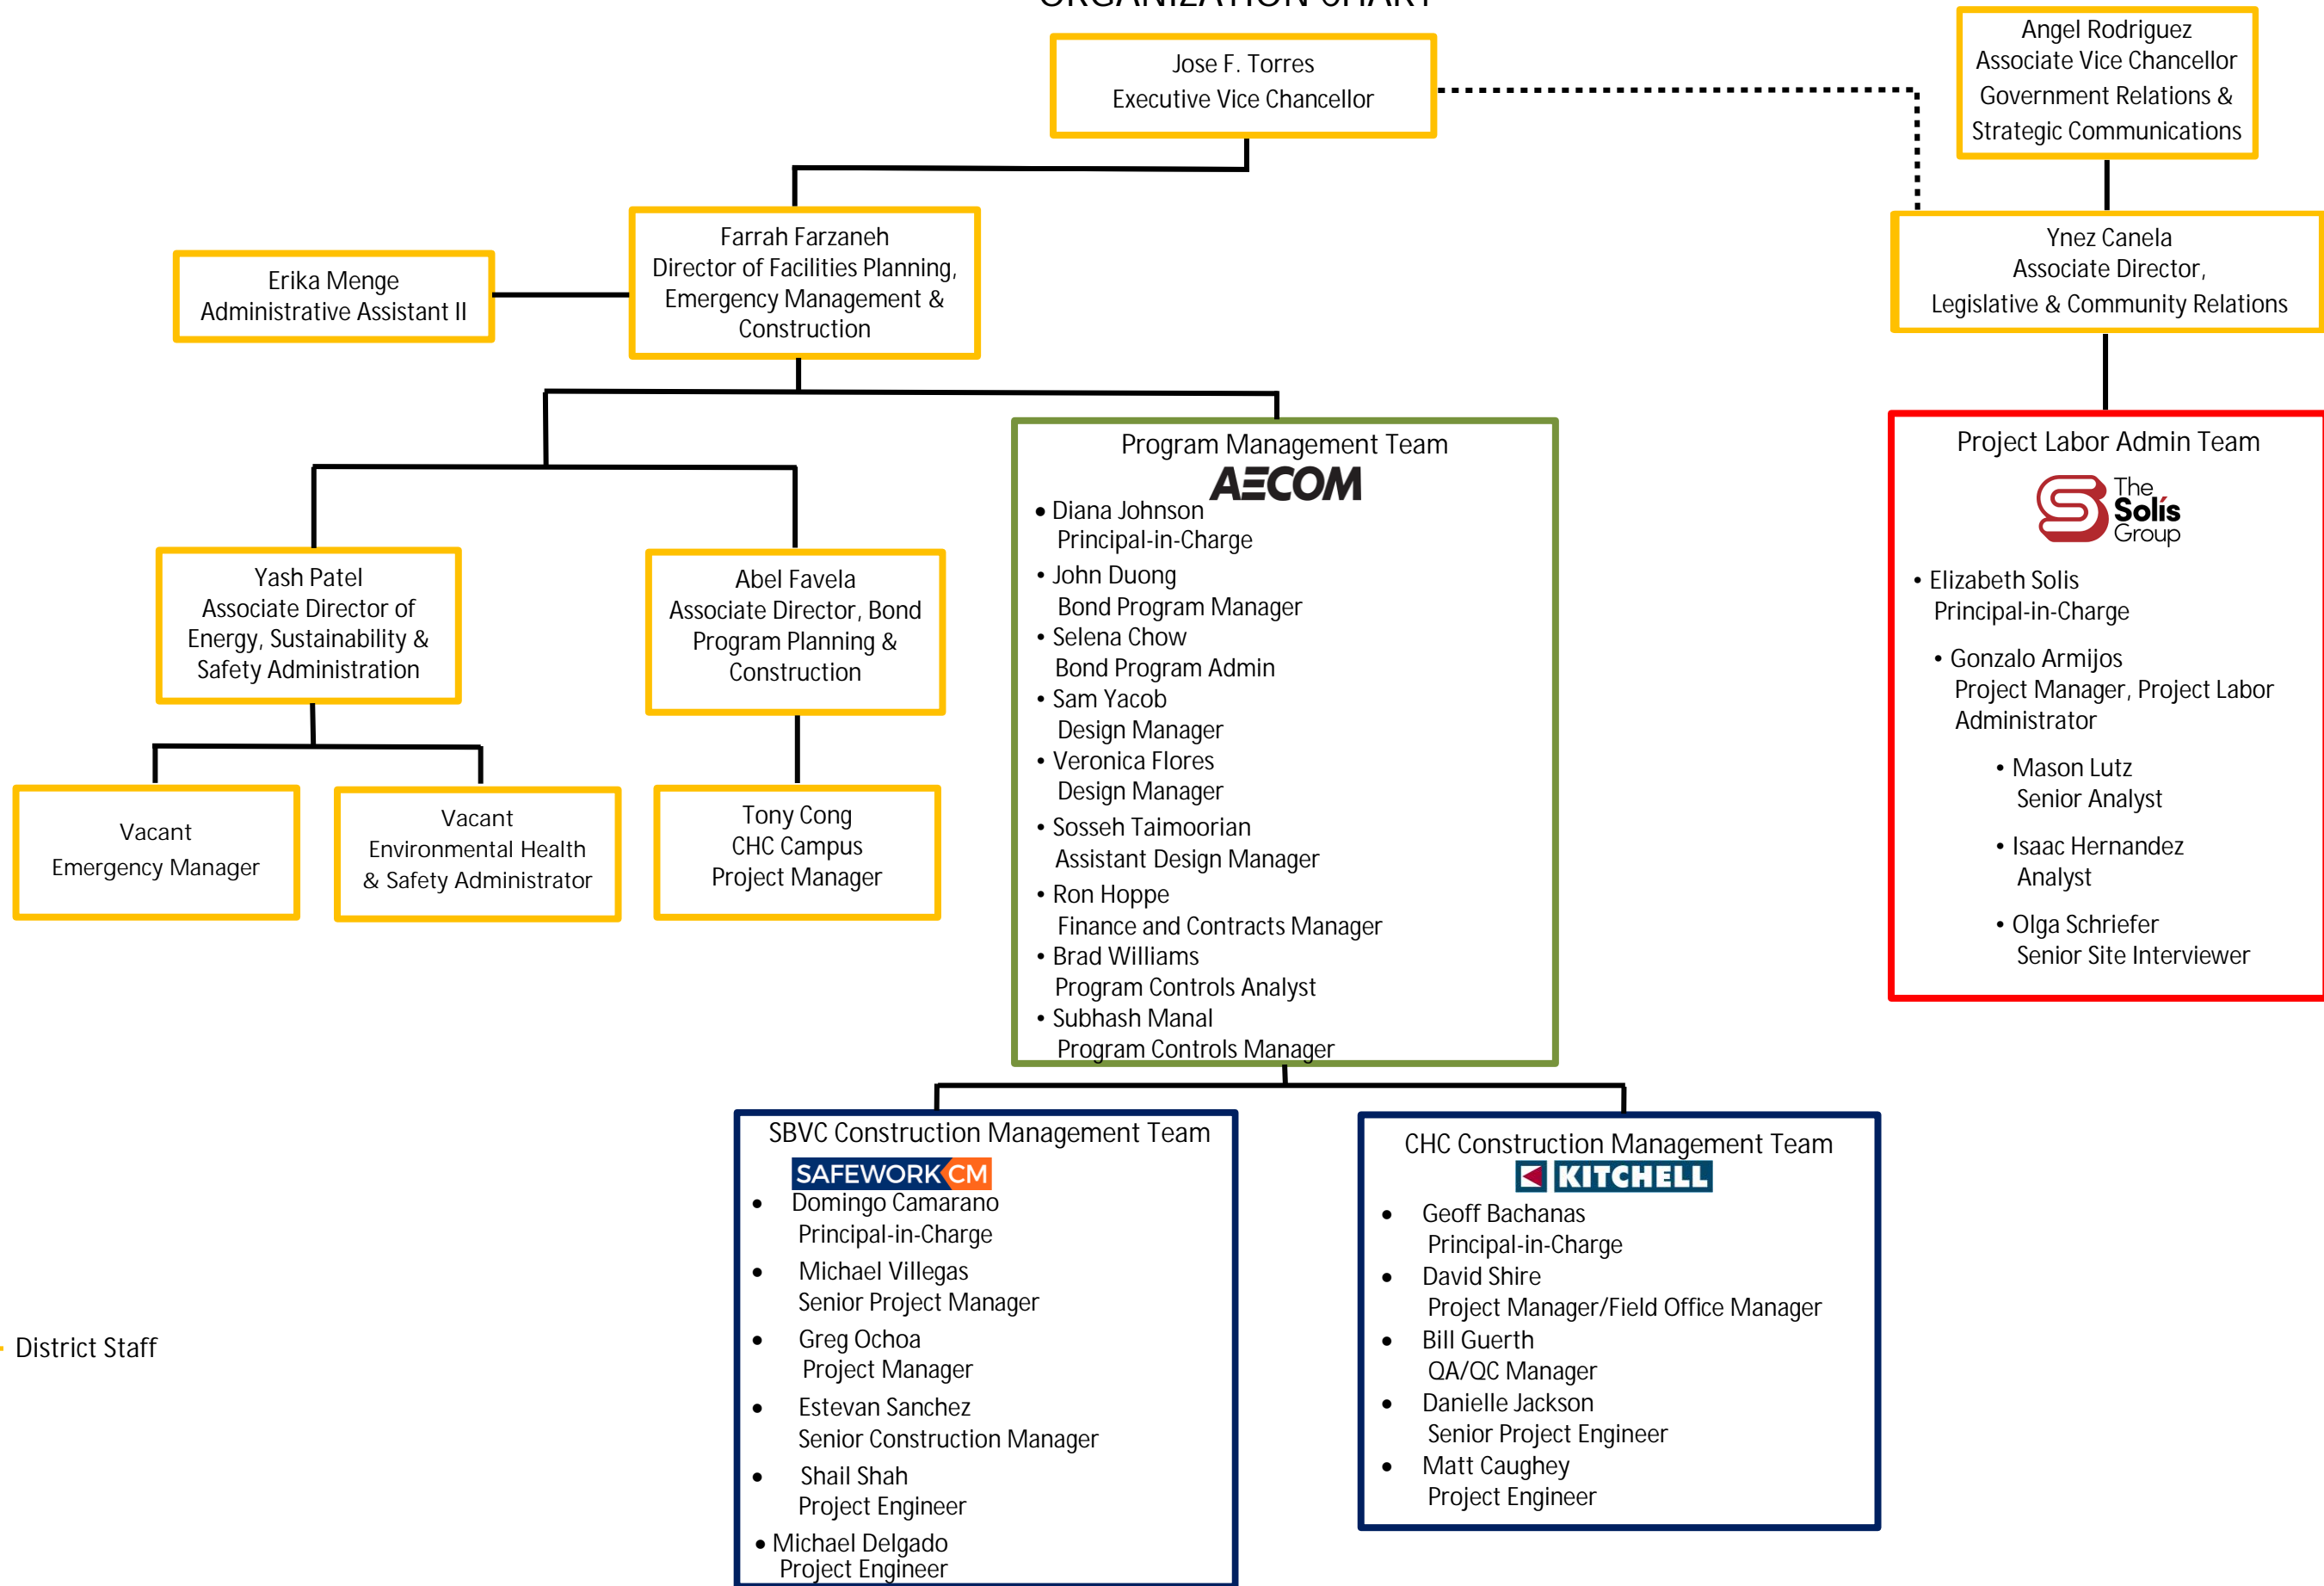 ORGANIZATION CHART
Jose F. Torres
Executive Vice Chancellor
Angel Rodriguez
Associate Vice Chancellor
Government Relations &
Strategic Communications
Farrah Farzaneh
Director of Facilities Planning,
Emergency Management &
Construction
Erika Menge
Administrative Assistant II
Ynez Canela
Associate Director,
Legislative & Community Relations
Yash Patel
Associate Director of
Energy, Sustainability &
Safety Administration
Abel Favela
Associate Director, Bond
Program Planning &
Construction
Vacant
Emergency Manager
Vacant
Environmental Health
& Safety Administrator
Tony Cong
CHC Campus
Project Manager
Program Management Team
AECOM
• Diana Johnson
Principal-in-Charge
• John Duong
Bond Program Manager
• Selena Chow
Bond Program Admin
• Sam Yacob
Design Manager
• Veronica Flores
Design Manager
• Sosseh Taimoorian
Assistant Design Manager
• Ron Hoppe
Finance and Contracts Manager
• Brad Williams
Program Controls Analyst
• Subhash Manal
Program Controls Manager
Project Labor Admin Team
The
Solís
Group
• Elizabeth Solis
Principal-in-Charge
• Gonzalo Armijos
Project Manager, Project Labor
Administrator
• Mason Lutz
Senior Analyst
• Isaac Hernandez
Analyst
• Olga Schriefer
Senior Site Interviewer
SBVC Construction Management Team
SAFEWORK CM
• Domingo Camarano
Principal-in-Charge
• Michael Villegas
Senior Project Manager
• Greg Ochoa
Project Manager
• Estevan Sanchez
Senior Construction Manager
• Shail Shah
Project Engineer
• Michael Delgado
Project Engineer
CHC Construction Management Team
KITCHELL
• Geoff Bachanas
Principal-in-Charge
• David Shire
Project Manager/Field Office Manager
• Bill Guerth
QA/QC Manager
• Danielle Jackson
Senior Project Engineer
• Matt Caughey
Project Engineer
District Staff